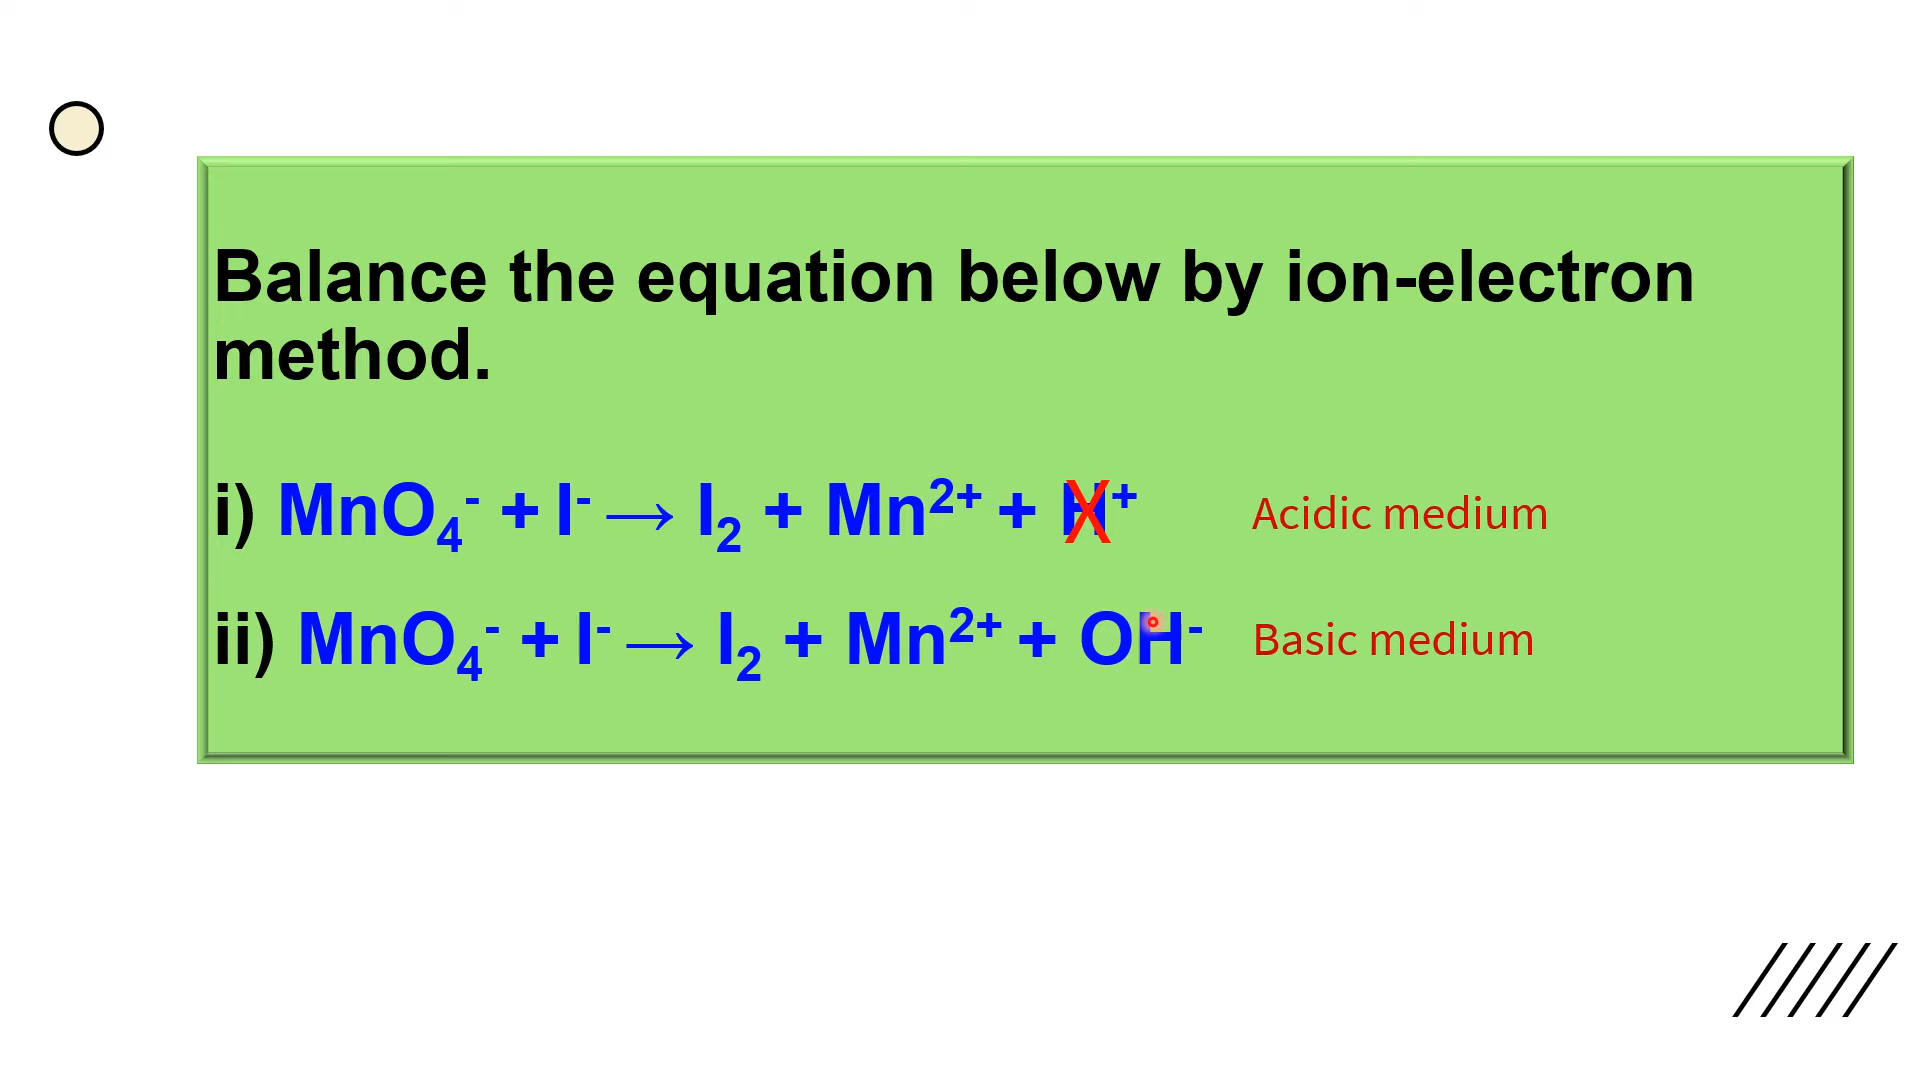 Balance the equation below by ion-electron
method.
i) MnO₄⁻ + I⁻ → I₂ + Mn²⁺ + H⁺ Acidic medium
ii) MnO₄⁻ + I⁻ → I₂ + Mn²⁺ + OH⁻ Basic medium